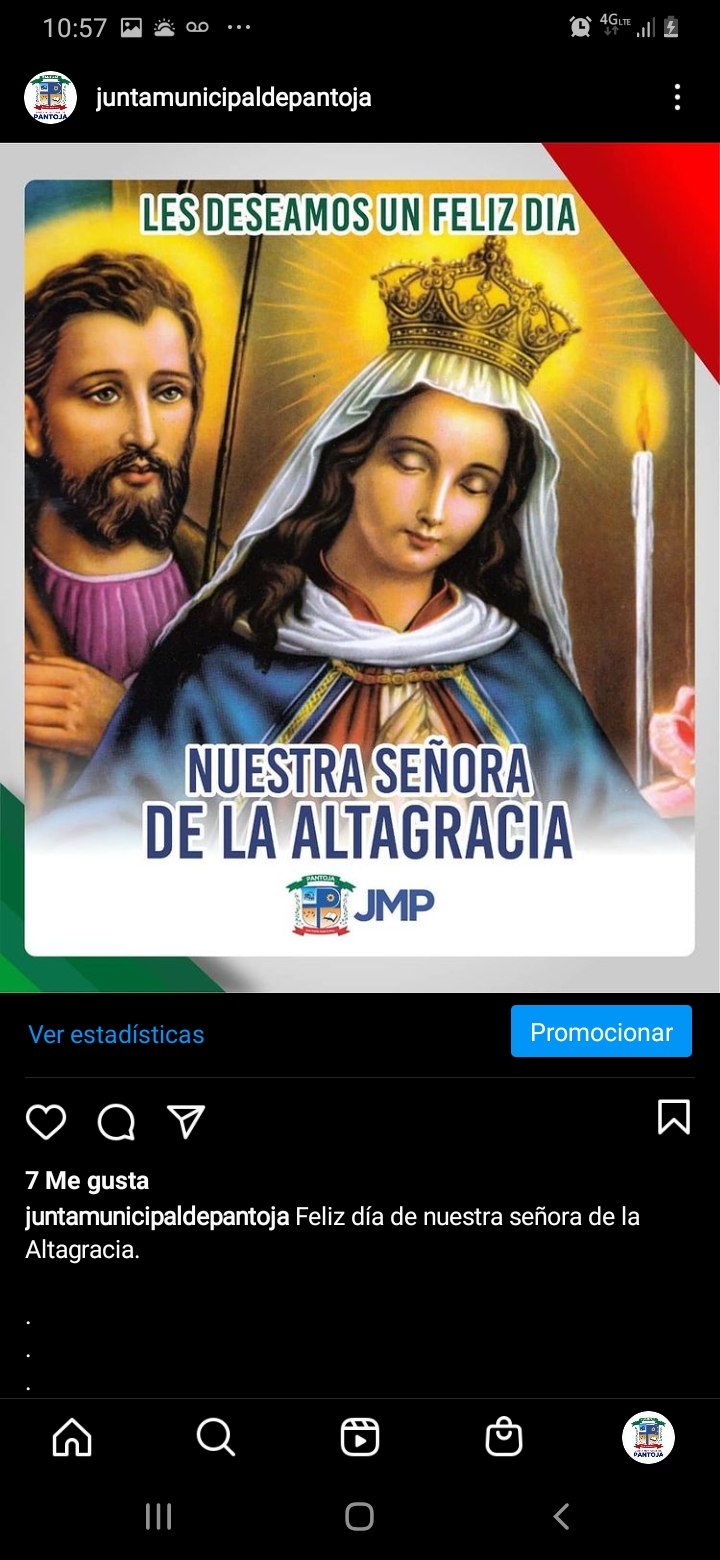 10:57
4G LTE
juntamunicipaldepantoja
LES DESEAMOS UN FELIZ DIA
NUESTRA SEÑORA
DE LA ALTAGRACIA
PANTOJA
JMP
Ver estadísticas
Promocionar
7 Me gusta
juntamunicipaldepantoja Feliz día de nuestra señora de la
Altagracia.
.
.
.
PANTOJA